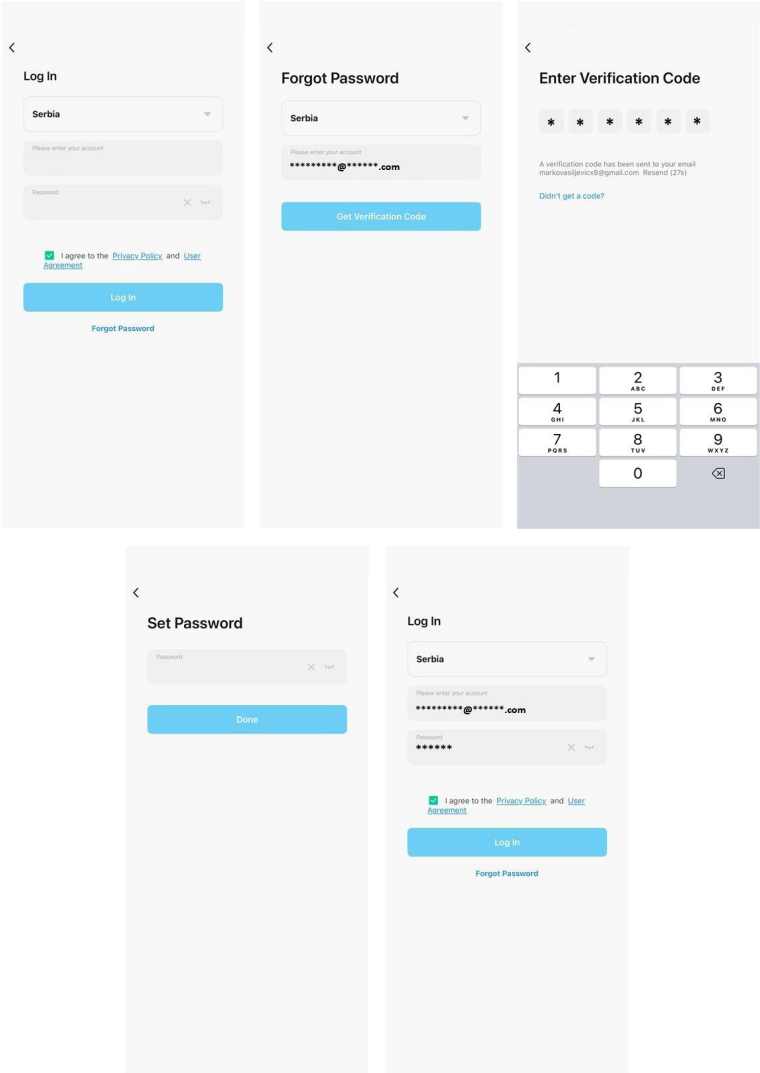 Log In
Serbia
Please enter your account
Password
I agree to the Privacy Policy and User
Agreement
Log In
Forgot Password
Forgot Password
Serbia
Please enter your account
*********@******.com
Get Verification Code
Enter Verification Code
* * * * * *
A verification code has been sent to your email
markovasiljevicx8@gmail.com Resend (27s)
Didn't get a code?
1 2 3
ABC DEF
4 5 6
GHI JKL MNO
7 8 9
PQRS TUV WXYZ
0
Set Password
Password
Done
Log In
Serbia
Please enter your account
*********@******.com
Password
******
I agree to the Privacy Policy and User
Agreement
Log In
Forgot Password